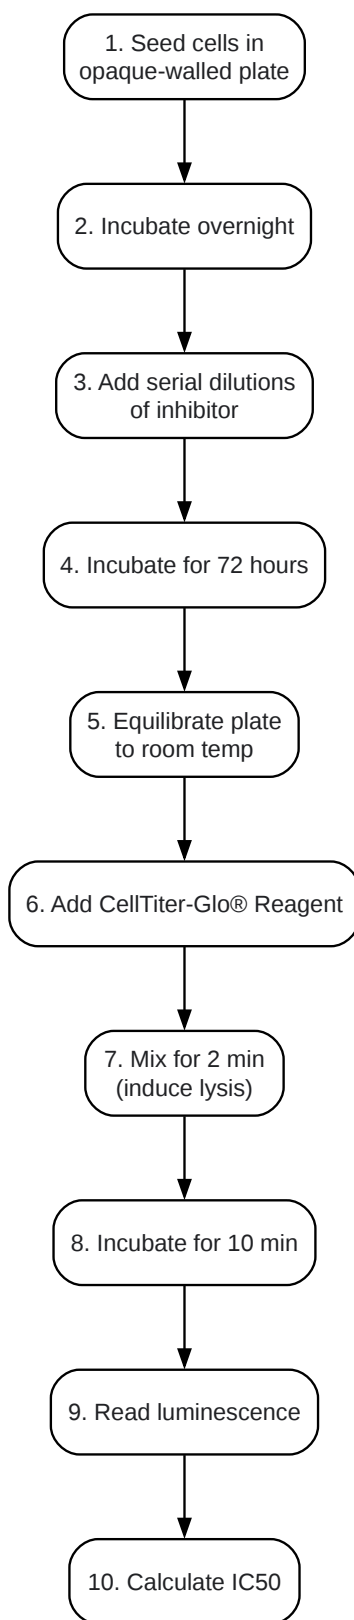 1. Seed cells in
opaque-walled plate
2. Incubate overnight
3. Add serial dilutions
of inhibitor
4. Incubate for 72 hours
5. Equilibrate plate
to room temp
6. Add CellTiter-Glo® Reagent
7. Mix for 2 min
(induce lysis)
8. Incubate for 10 min
9. Read luminescence
10. Calculate IC50